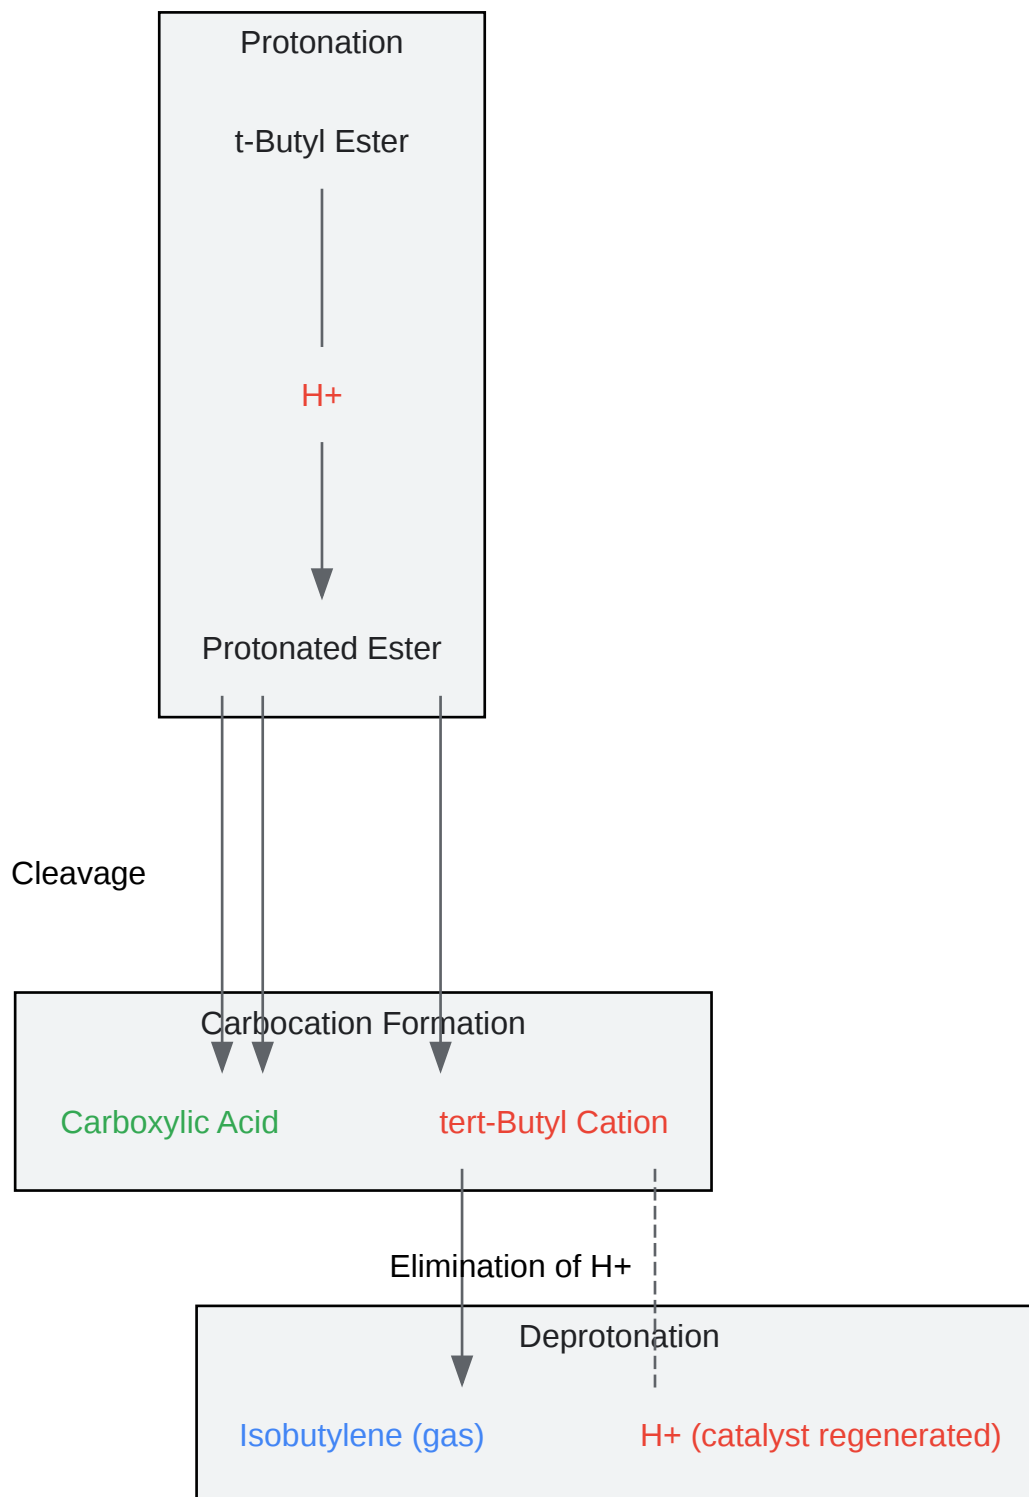 Protonation
t-Butyl Ester
H+
Protonated Ester
Cleavage
Carbocation Formation
Carboxylic Acid
tert-Butyl Cation
Elimination of H+
Deprotonation
Isobutylene (gas)
H+ (catalyst regenerated)